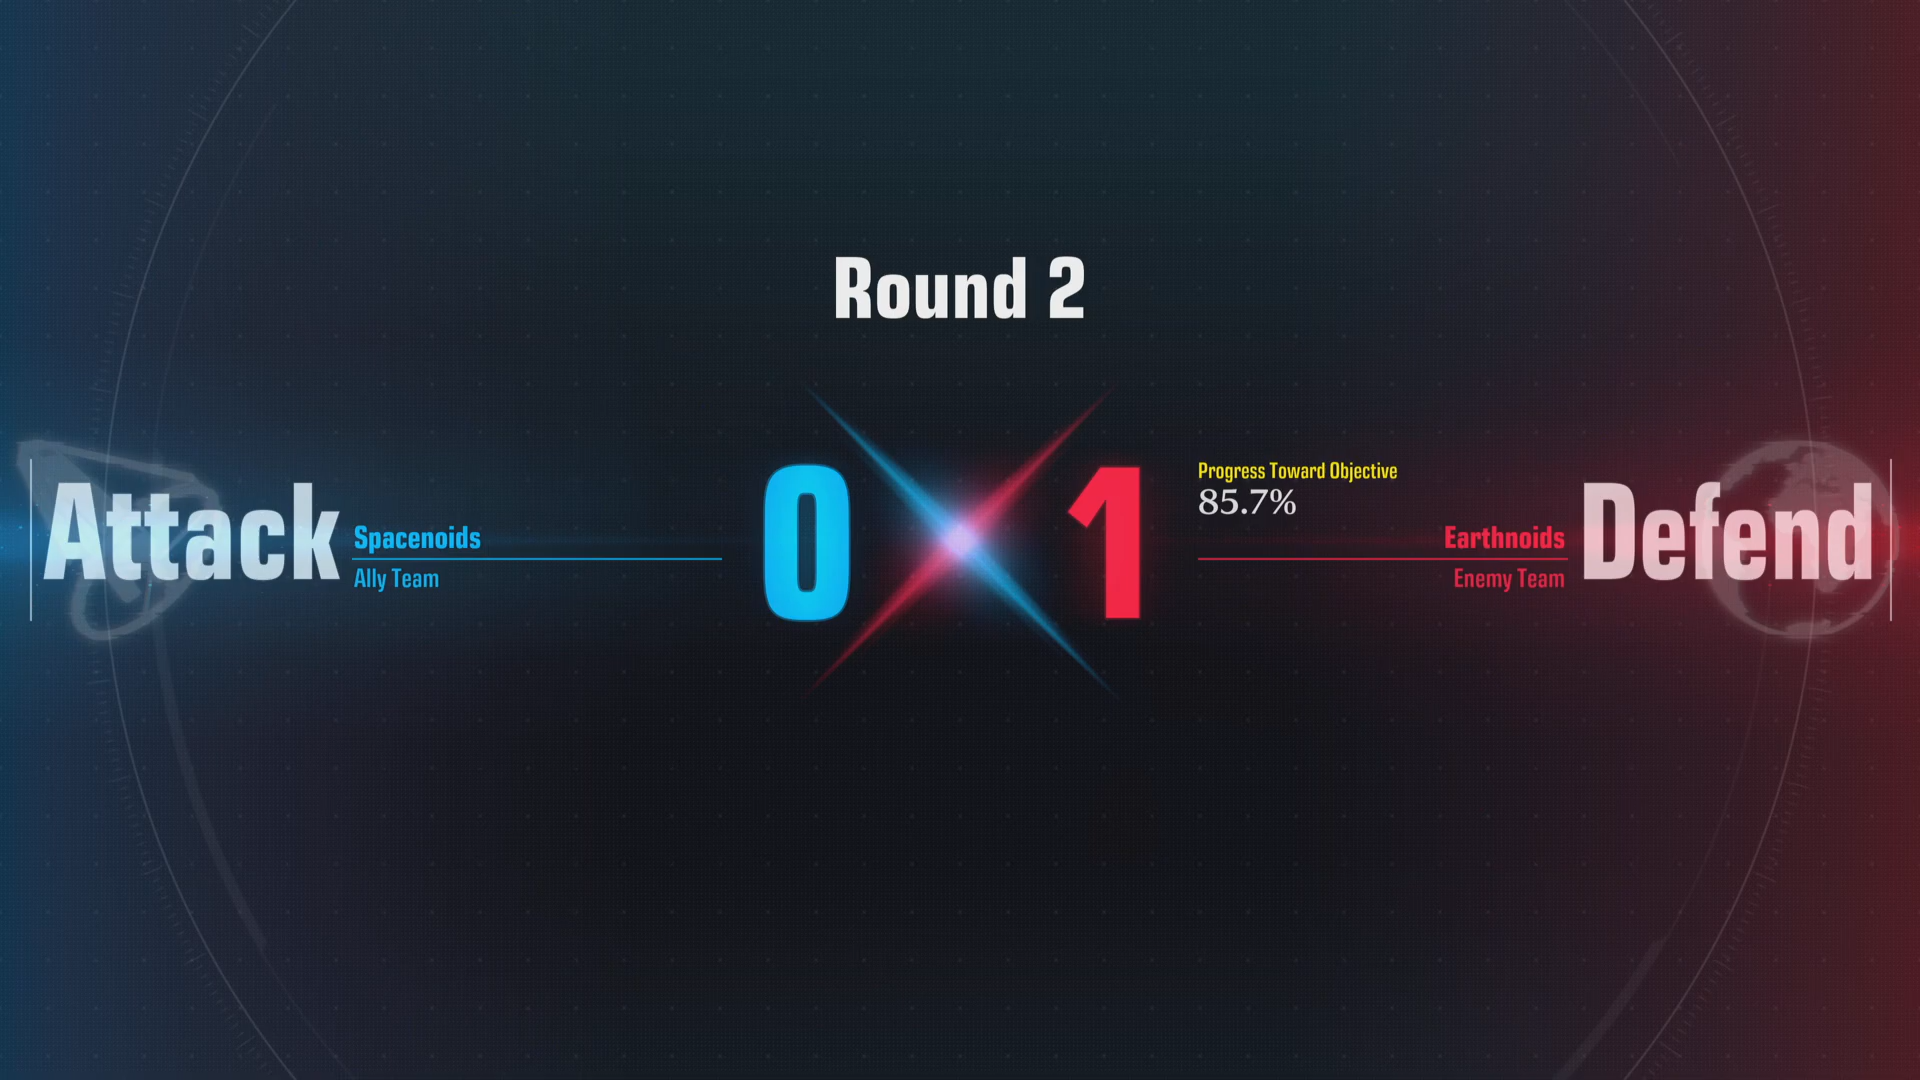 Round 2
Attack
Spacenoids
Ally Team
0
1
Progress Toward Objective
85.7%
Earthnoids
Enemy Team
Defend